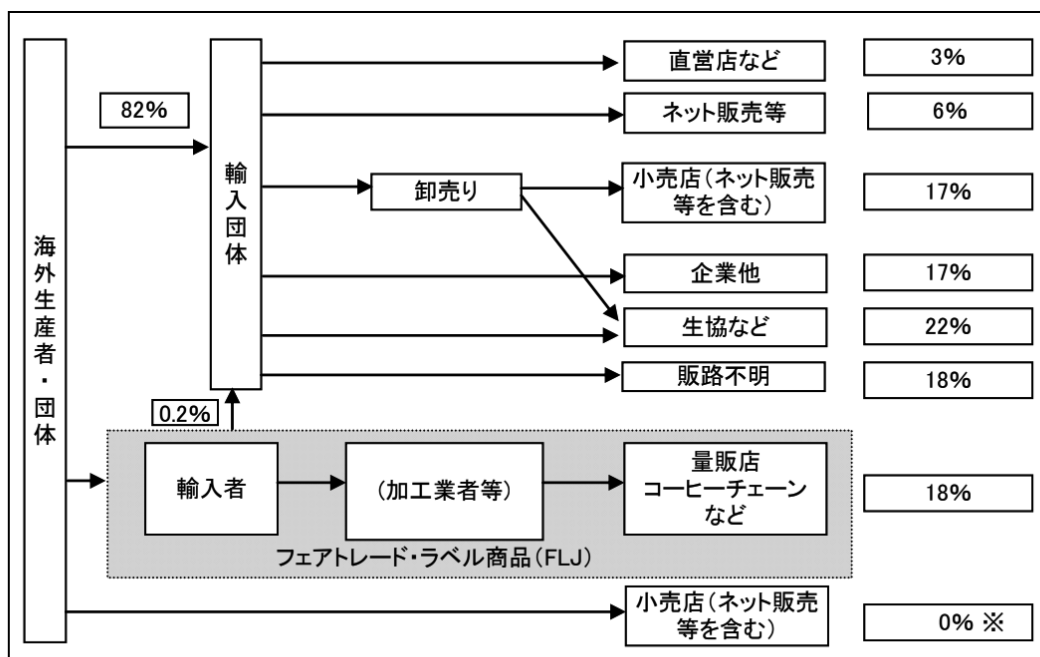 直営店など
3%
82%
ネット販売等
6%
輸入団体
卸売り
小売店(ネット販売
等を含む)
17%
海外生産者・団体
企業他
17%
生協など
22%
販路不明
18%
0.2%
輸入者
(加工業者等)
量販店
コーヒーチェーン
など
18%
フェアトレード・ラベル商品(FLJ)
小売店(ネット販売
等を含む)
0% ※